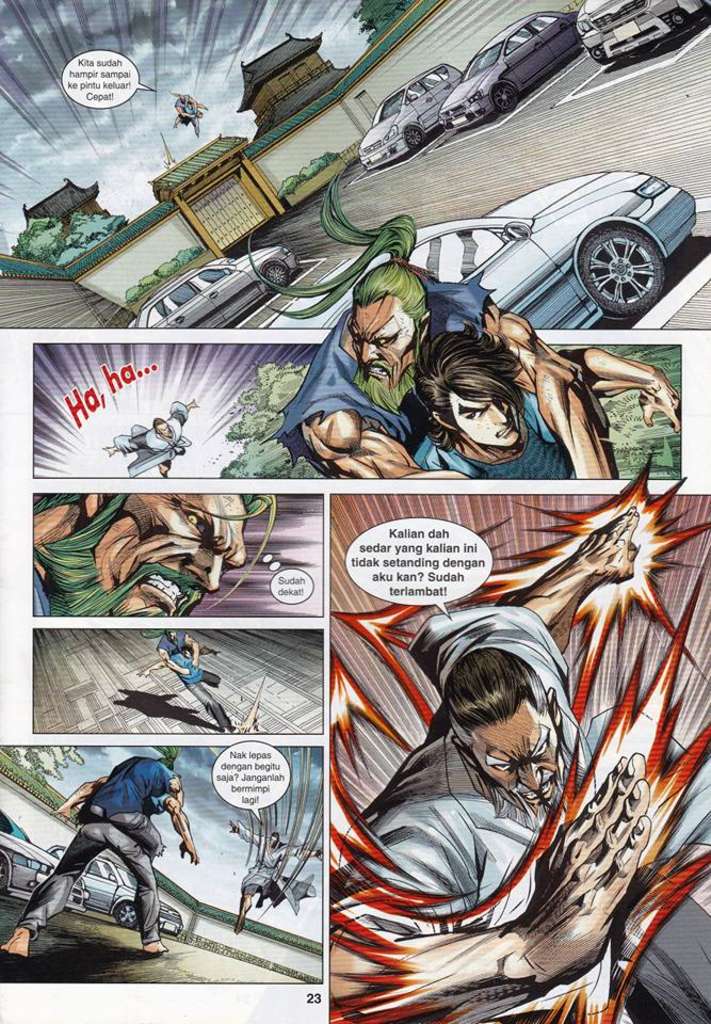 Kita sudah
hampir sampai
ke pintu keluar!
Cepat!
Ha, ha...
Sudah
dekat!
Kalian dah
sedar yang kalian ini
tidak setanding dengan
aku kan? Sudah
terlambat!
Nak lepas
dengan begitu
saja? Janganlah
bermimpi
lagi!
23